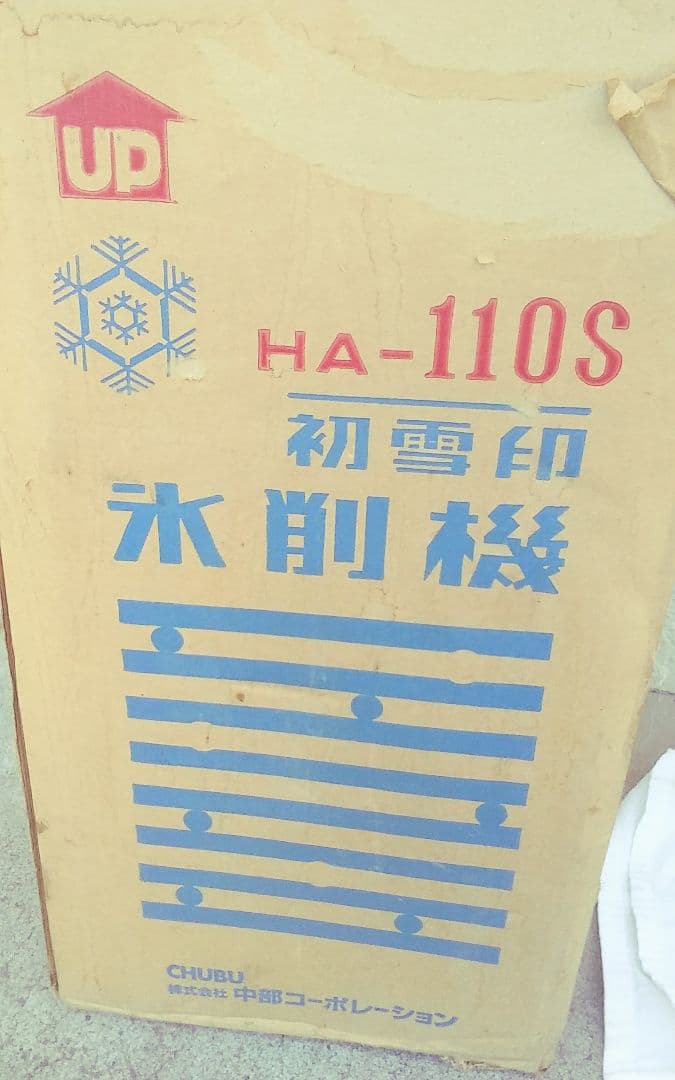 UP
HA-110S
初雪印
氷削機
CHUBU
株式会社 中部コーポレーション